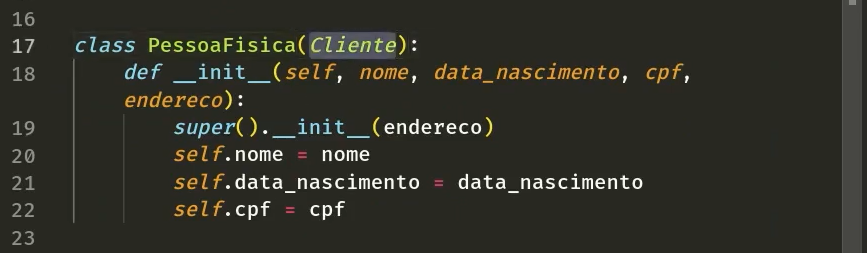 16
17 class PessoaFisica(Cliente):
18 def __init__(self, nome, data_nascimento, cpf,
endereco):
19 super().__init__(endereco)
20 self.nome = nome
21 self.data_nascimento = data_nascimento
22 self.cpf = cpf
23